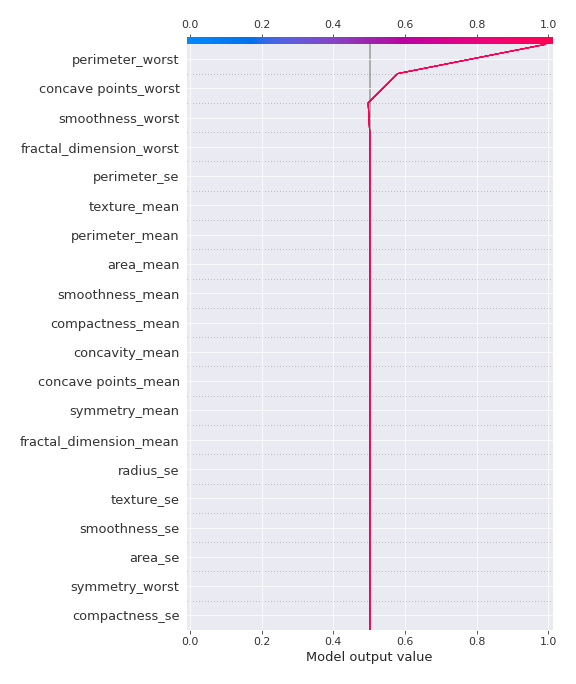 0.0 0.2 0.4 0.6 0.8 1.0
perimeter_worst
concave points_worst
smoothness_worst
fractal_dimension_worst
perimeter_se
texture_mean
perimeter_mean
area_mean
smoothness_mean
compactness_mean
concavity_mean
concave points_mean
symmetry_mean
fractal_dimension_mean
radius_se
texture_se
smoothness_se
area_se
symmetry_worst
compactness_se
0.0 0.2 0.4 0.6 0.8 1.0
Model output value